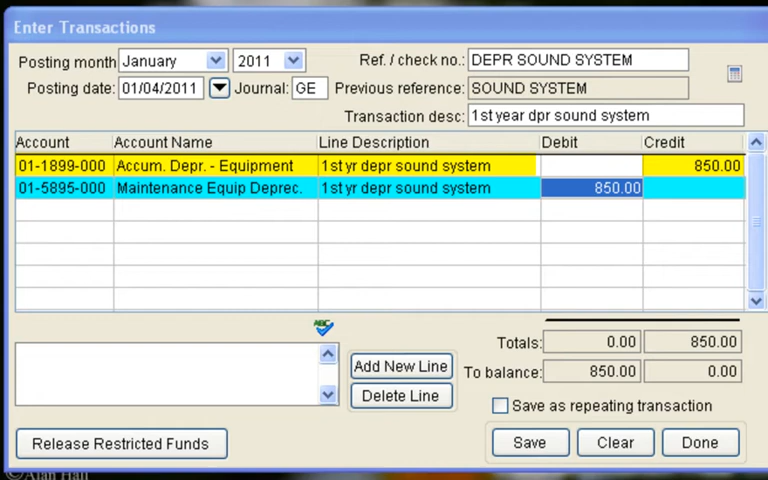 Enter Transactions
Posting month January 2011 Ref. / check no.: DEPR SOUND SYSTEM
Posting date: 01/04/2011 Journal: GE Previous reference: SOUND SYSTEM
Transaction desc: 1st year dpr sound system
Account Account Name Line Description Debit Credit
01-1899-000 Accum. Depr. - Equipment 1st yr depr sound system 850.00
01-5895-000 Maintenance Equip Deprec. 1st yr depr sound system 850.00
ABC
Totals: 0.00 850.00
Add New Line To balance: 850.00 0.00
Delete Line Save as repeating transaction
Release Restricted Funds Save Clear Done
©Alan Hall